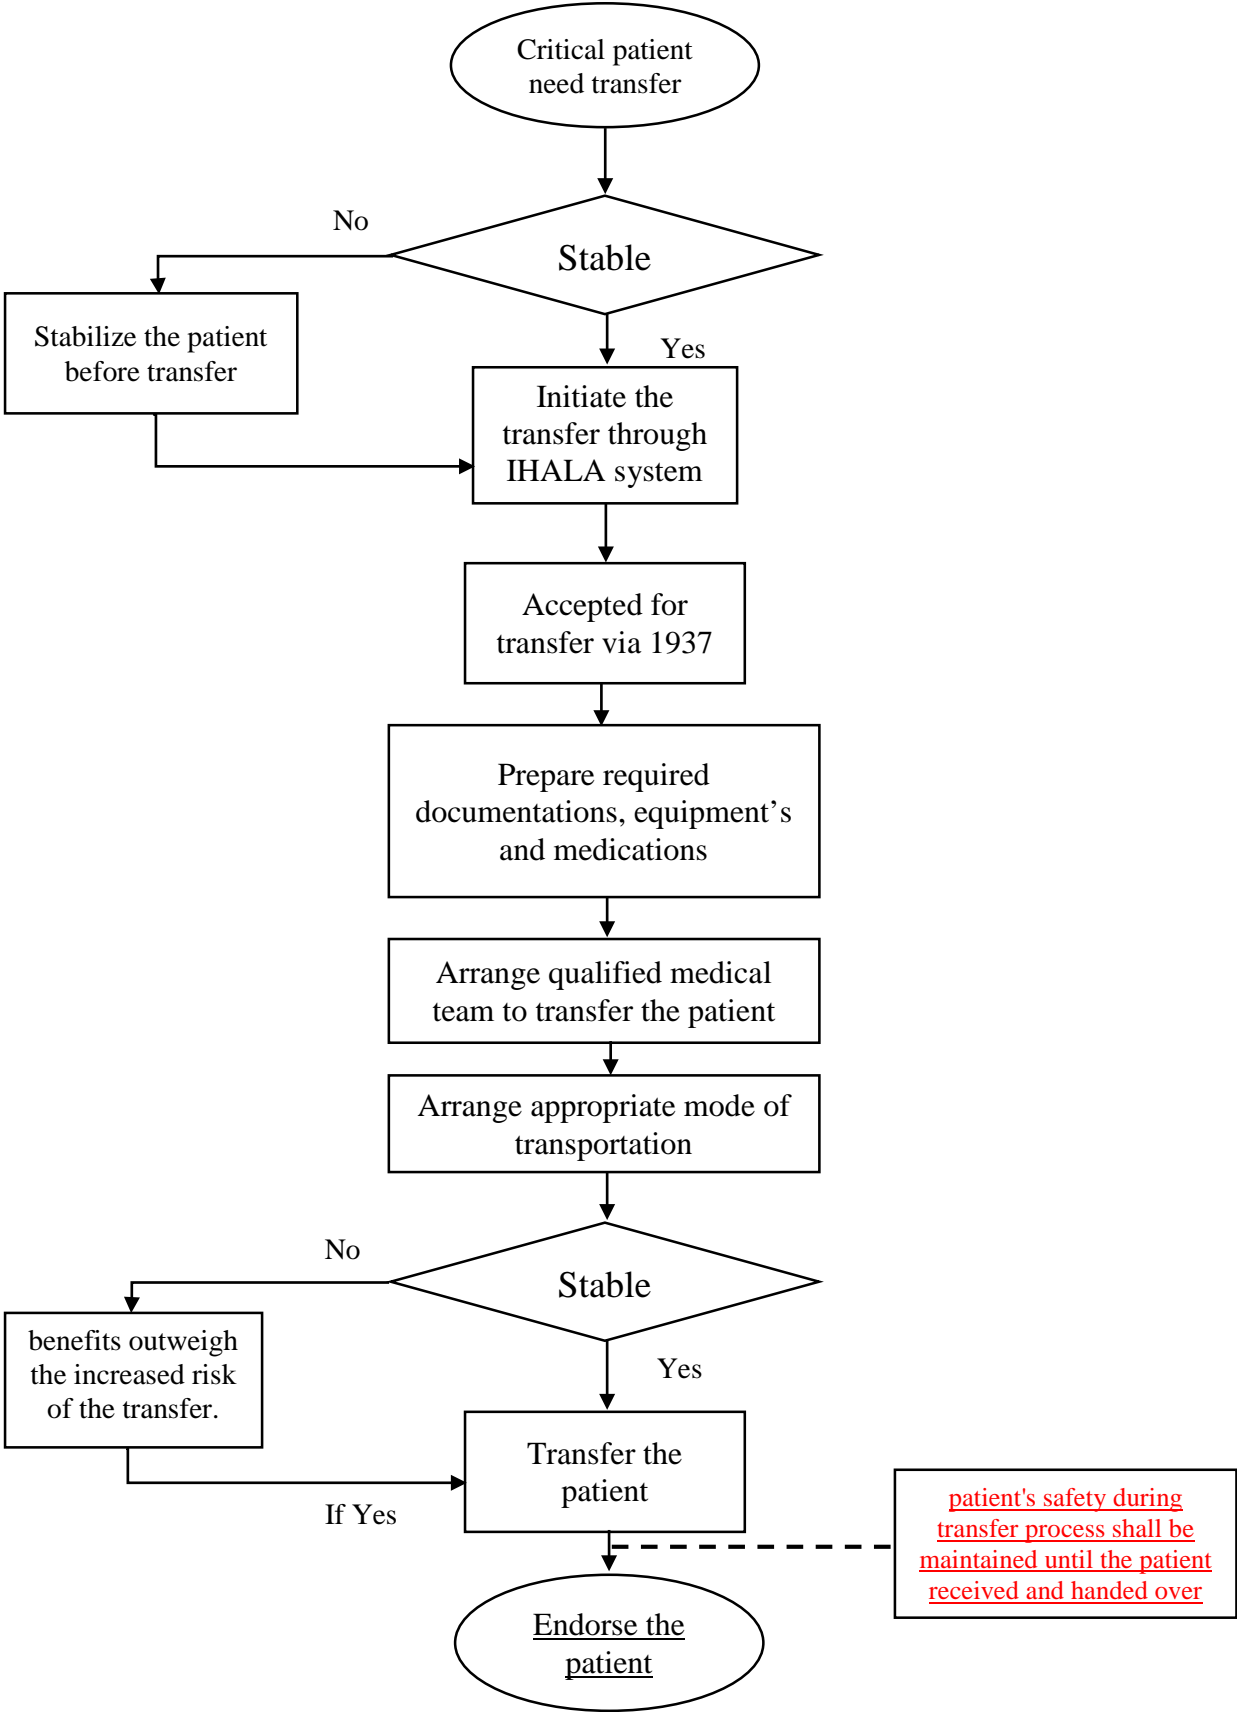 Critical patient
need transfer
No
Stable
Stabilize the patient
before transfer
Yes
Initiate the
transfer through
IHALA system
Accepted for
transfer via 1937
Prepare required
documentations, equipment’s
and medications
Arrange qualified medical
team to transfer the patient
Arrange appropriate mode of
transportation
No
Stable
benefits outweigh
the increased risk
of the transfer.
Yes
Transfer the
patient
If Yes
patient's safety during
transfer process shall be
maintained until the patient
received and handed over
Endorse the
patient